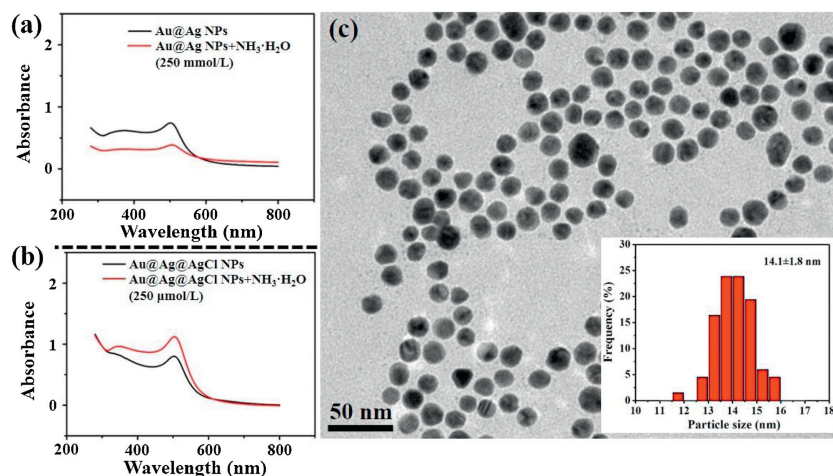 (a)
Au@Ag NPs
Au@Ag NPs+NH₃·H₂O
(250 mmol/L)
2
1
0
Absorbance
200 400 600 800
Wavelength (nm)
(b)
Au@Ag@AgCl NPs
Au@Ag@AgCl NPs+NH₃·H₂O
(250 μmol/L)
2
1
0
Absorbance
200 400 600 800
Wavelength (nm)
(c)
50 nm
14.1±1.8 nm
30
25
20
15
10
5
0
Frequency (%)
10 11 12 13 14 15 16 17 18
Particle size (nm)